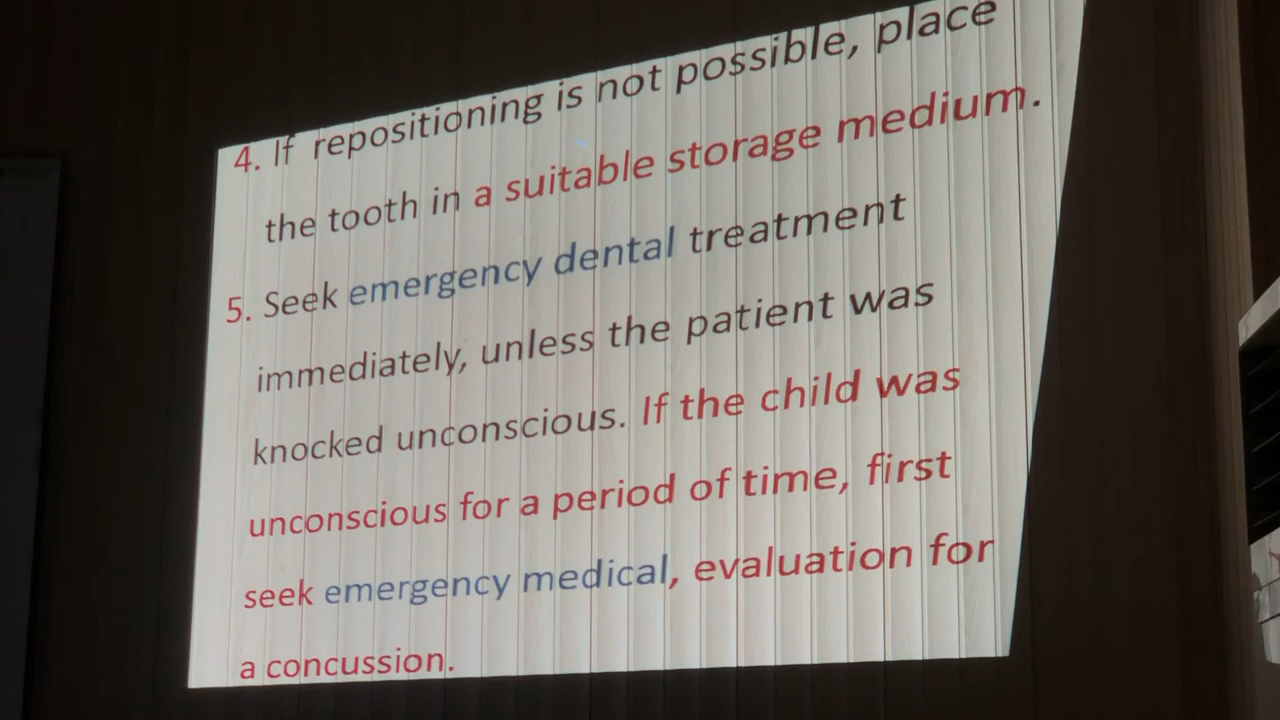 4. If repositioning is not possible, place
the tooth in a suitable storage medium.
5. Seek emergency dental treatment
immediately, unless the patient was
knocked unconscious. If the child was
unconscious for a period of time, first
seek emergency medical, evaluation for
a concussion.